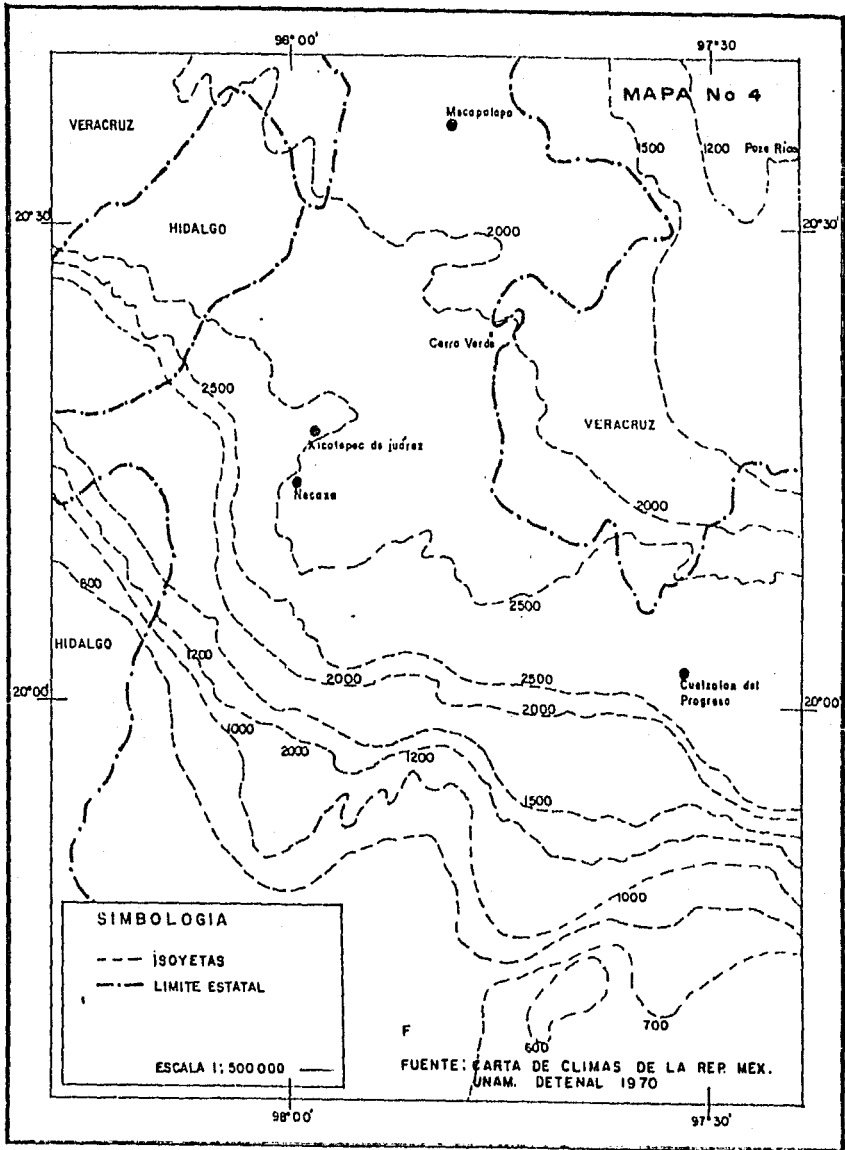 98°00'
97°30'
MAPA No 4
VERACRUZ
Mecapalapa
1500
1200
Poza Rica
20°30'
20°30'
HIDALGO
2000
Cerro Verde
2500
VERACRUZ
Xicotepec de juárez
Necaxa
2000
800
2500
HIDALGO
1200
2000
2500
Cuetzalan del
Progreso
20°00'
20°00'
2000
1000
2000
1200
1500
1000
SIMBOLOGIA
ISOYETAS
LIMITE ESTATAL
ESCALA 1:500 000
F
600
700
FUENTE: CARTA DE CLIMAS DE LA REP. MEX.
UNAM. DETENAL 1970
98°00'
97°30'